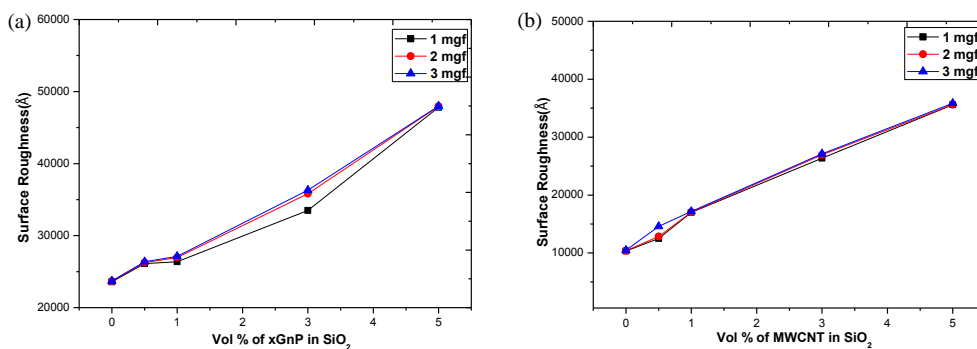 (a)
1 mgf
2 mgf
3 mgf
Surface Roughness(Å)
60000
50000
40000
30000
20000
0
1
2
3
4
5
Vol % of xGnP in SiO₂
(b)
1 mgf
2 mgf
3 mgf
Surface Roughness(Å)
50000
40000
30000
20000
10000
0
1
2
3
4
5
Vol % of MWCNT in SiO₂